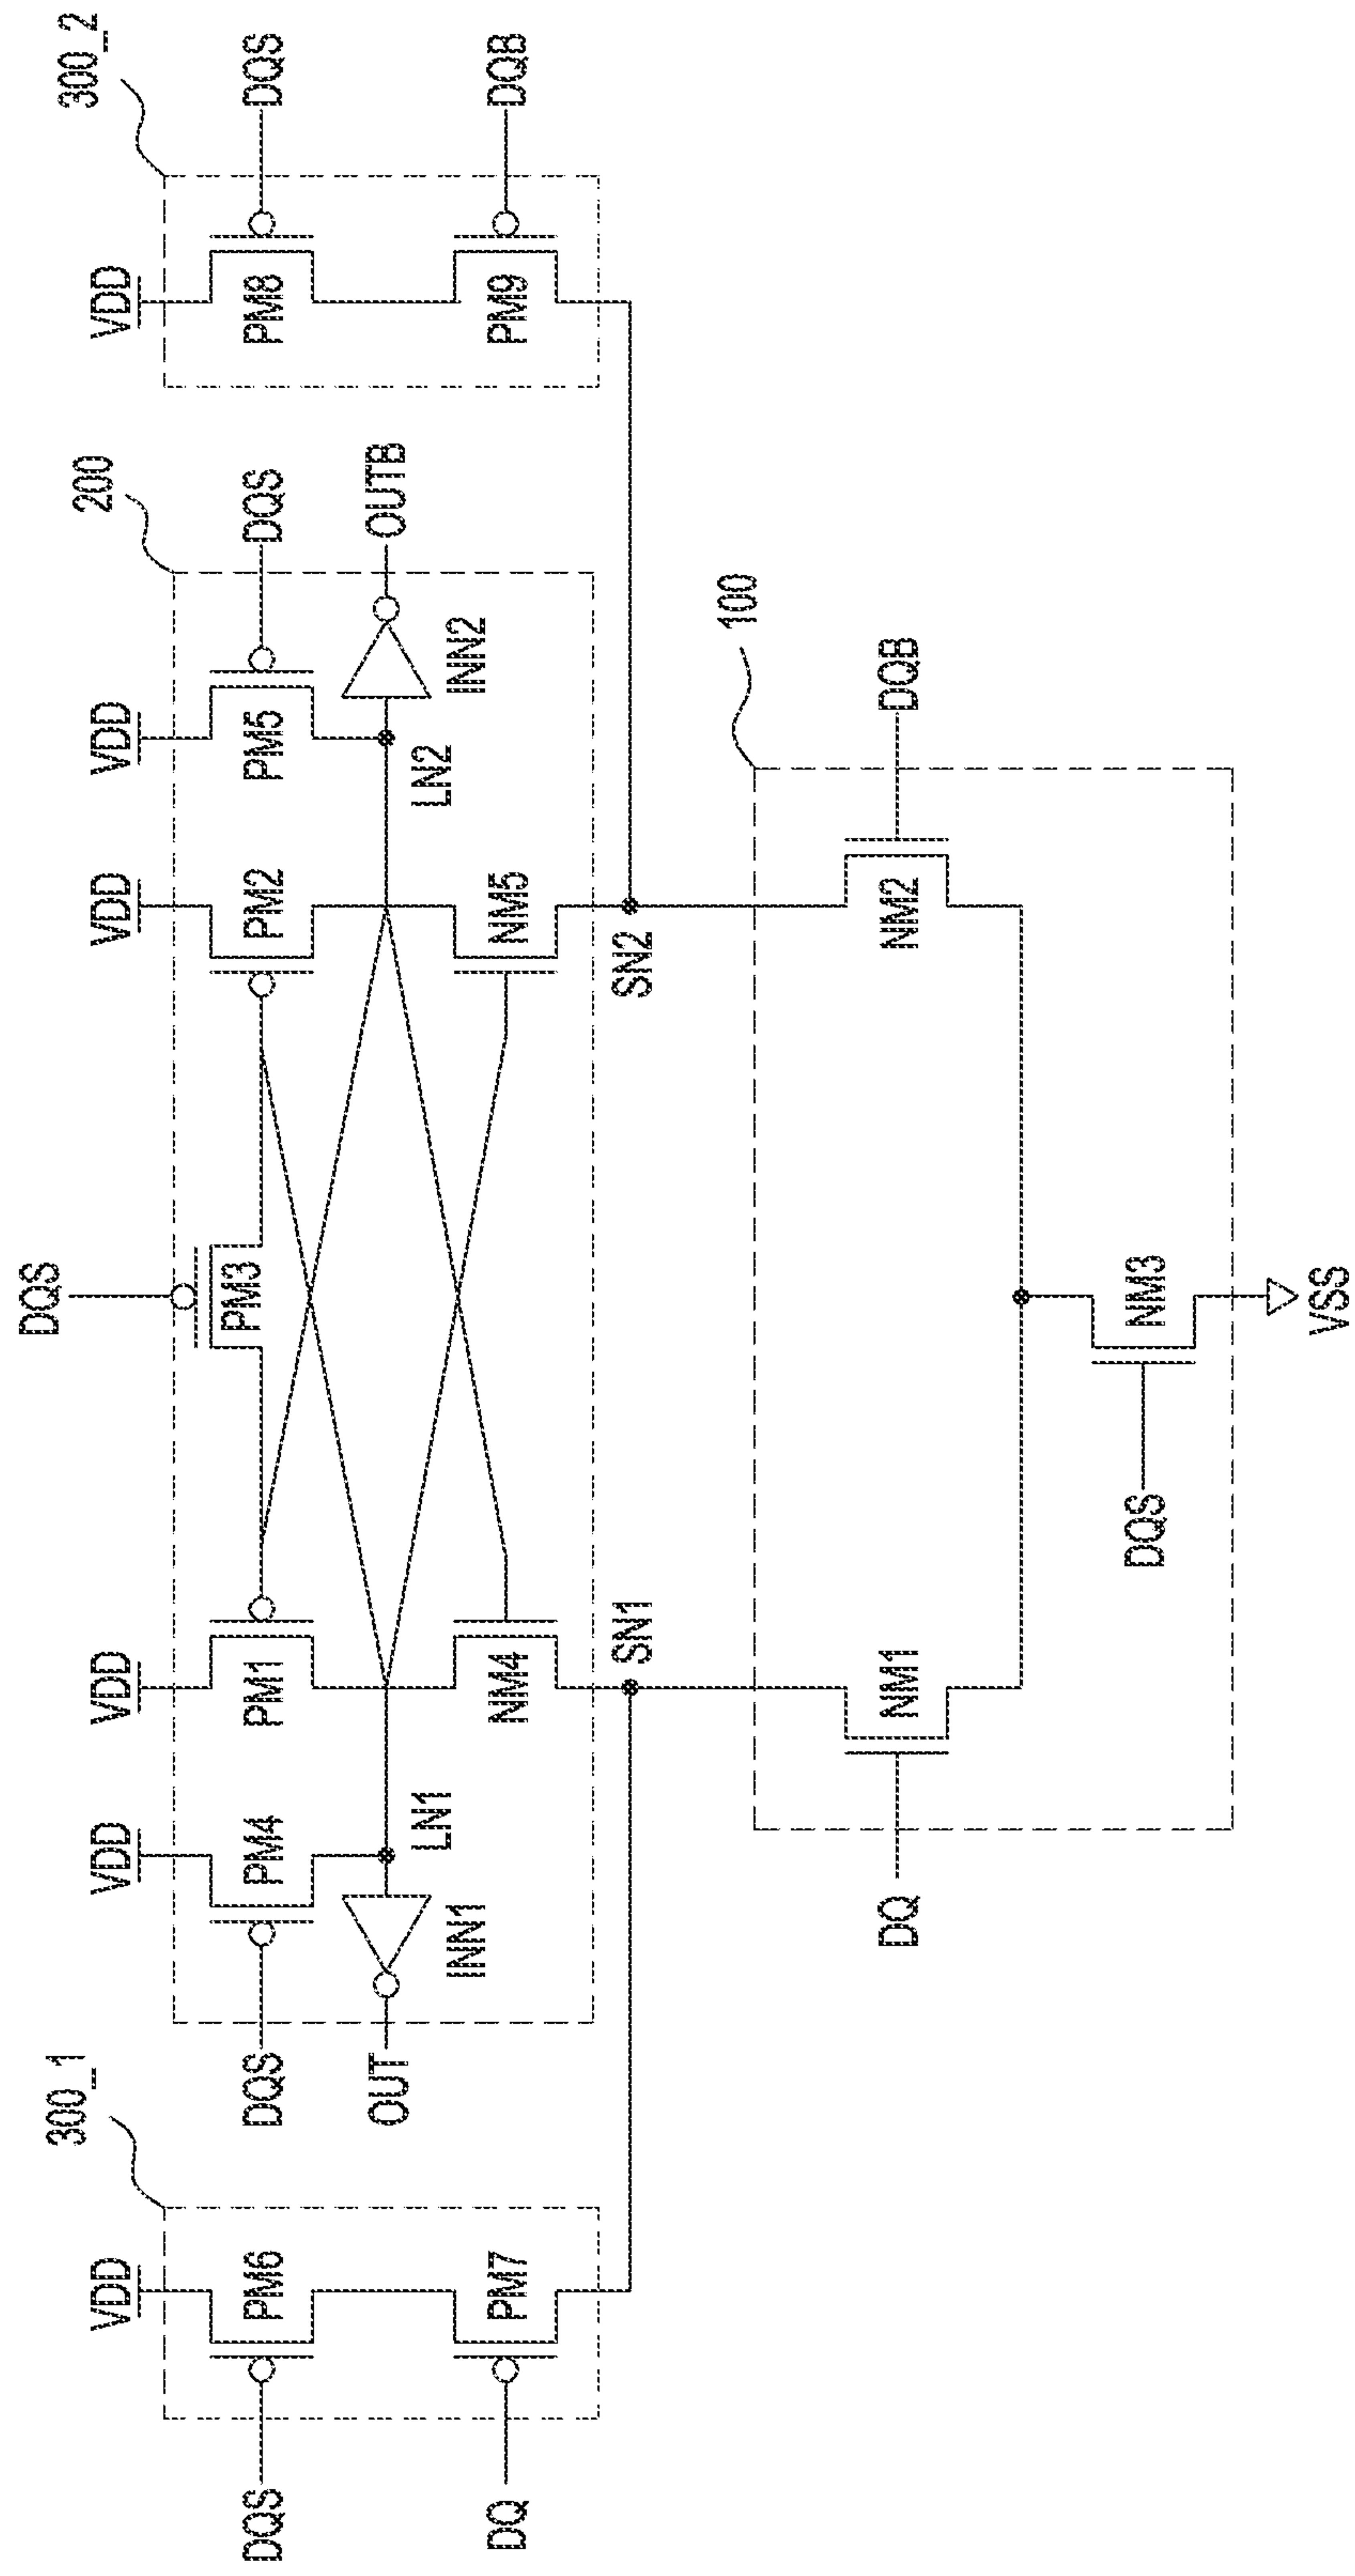 300_1
300_2
200
100
DQS
VDD
VDD
VDD
VDD
VDD
VDD
DQS
DQS
DQS
DQS
PM6
PM4
PM1
PM3
PM2
PM5
PM8
OUT
OUTB
LN1
LN2
INN1
INN2
DQ
PM7
NM4
NM5
PM9
DQB
SN1
SN2
DQ
NM1
NM2
DQB
DQS
NM3
VSS